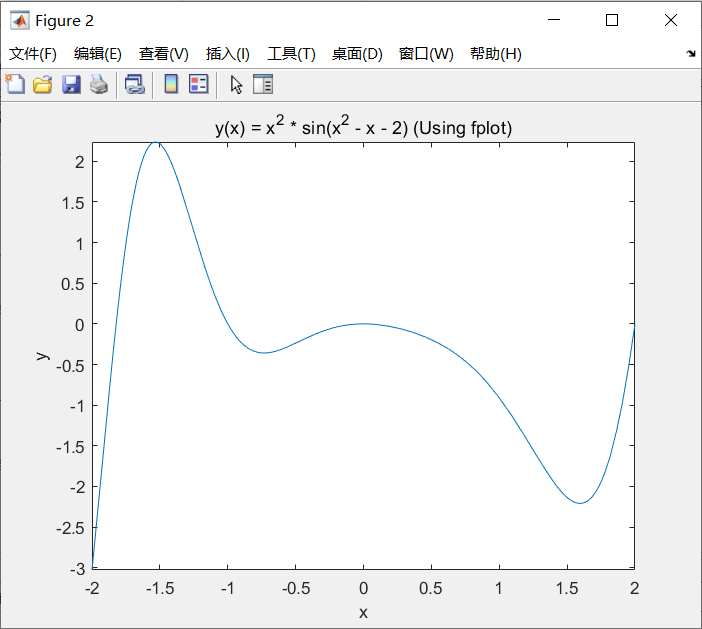 Figure 2
文件(F) 编辑(E) 查看(V) 插入(I) 工具(T) 桌面(D) 窗口(W) 帮助(H)
y(x) = x² * sin(x² - x - 2) (Using fplot)
2
1.5
1
0.5
0
-0.5
-1
-1.5
-2
-2.5
-3
y
-2 -1.5 -1 -0.5 0 0.5 1 1.5 2
x